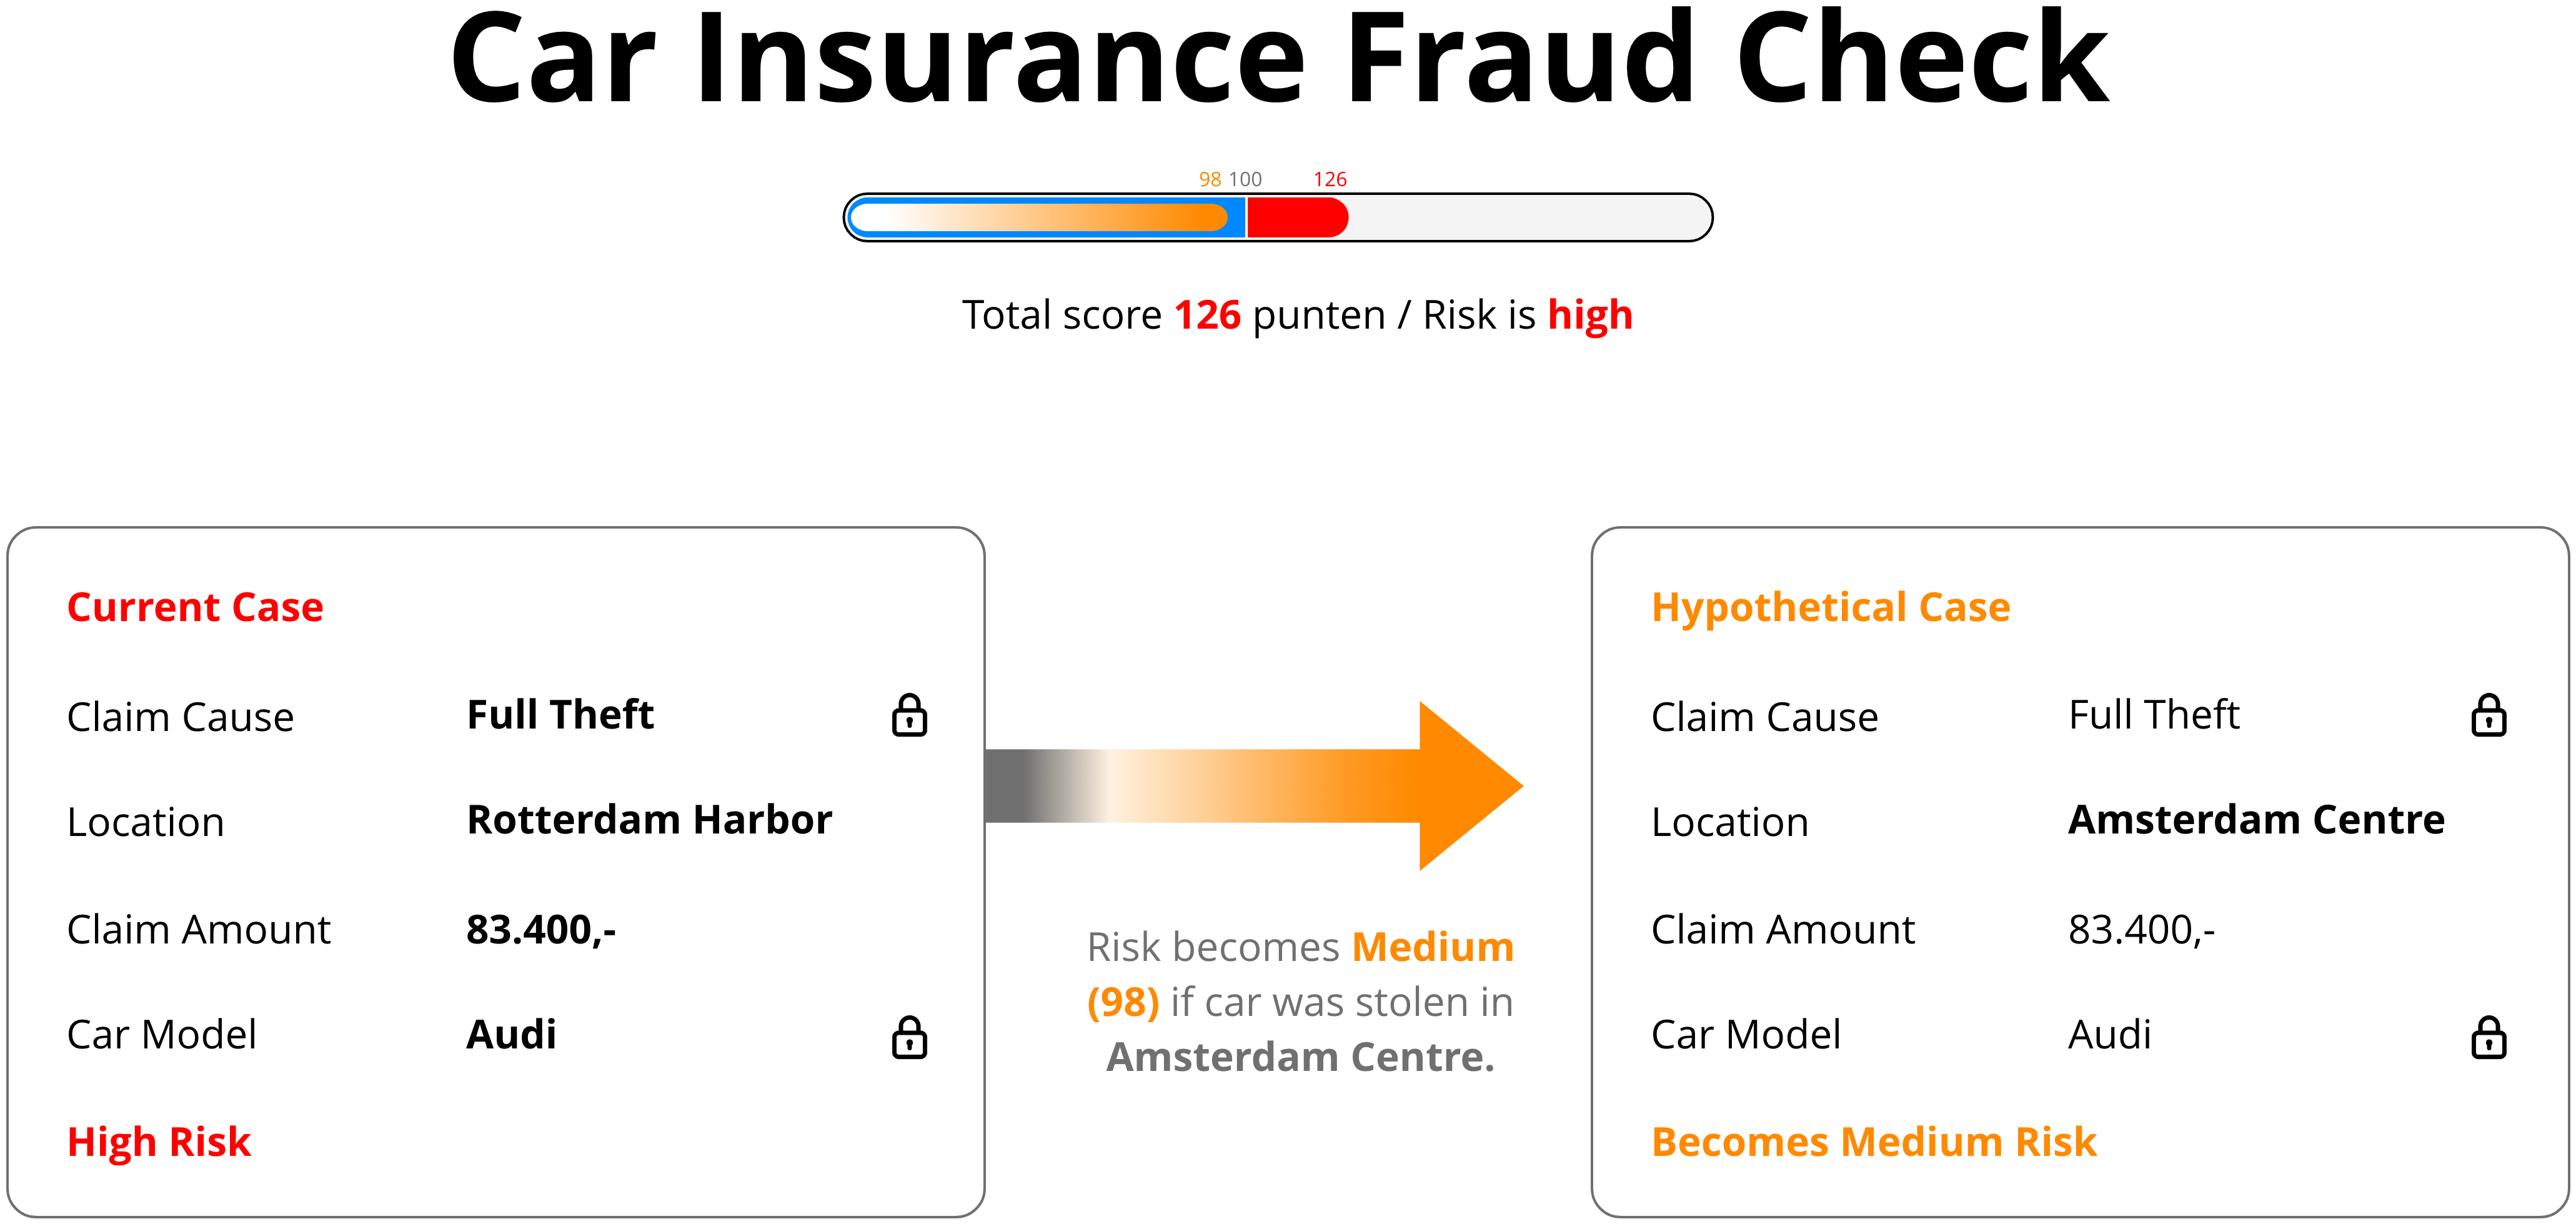 Car Insurance Fraud Check
98 100 126
Total score 126 punten / Risk is high
Current Case
Claim Cause Full Theft
Location Rotterdam Harbor
Claim Amount 83.400,-
Car Model Audi
High Risk
Risk becomes Medium
(98) if car was stolen in
Amsterdam Centre.
Hypothetical Case
Claim Cause Full Theft
Location Amsterdam Centre
Claim Amount 83.400,-
Car Model Audi
Becomes Medium Risk